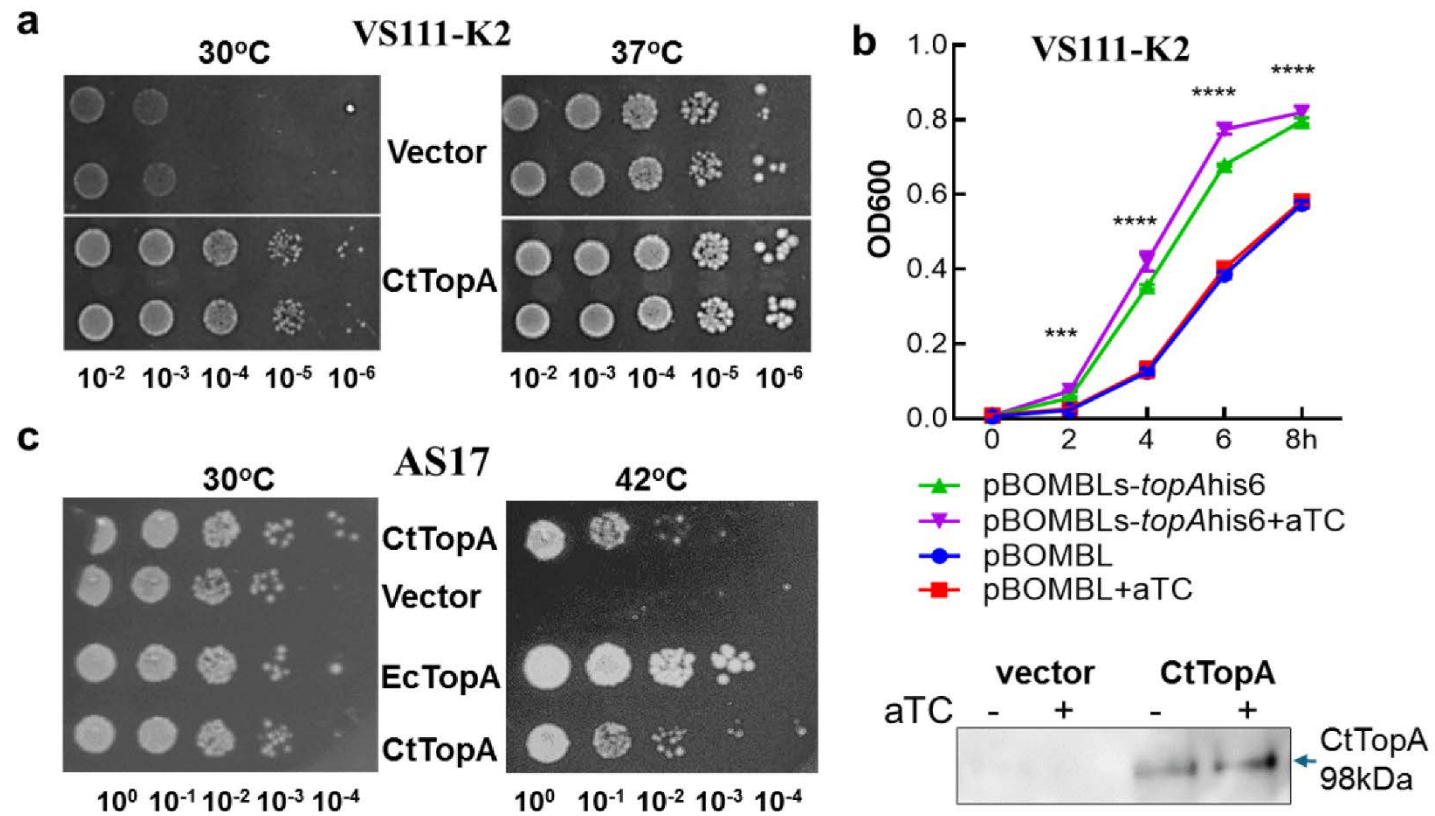 a
VS111-K2
30ºC
37ºC
Vector
CtTopA
10-2 10-3 10-4 10-5 10-6
10-2 10-3 10-4 10-5 10-6
b
VS111-K2
OD600
1.0
0.8
0.6
0.4
0.2
0.0
0 2 4 6 8h
***
****
****
****
pBOMBLs-topAhis6
pBOMBLs-topAhis6+aTC
pBOMBL
pBOMBL+aTC
vector CtTopA
aTC - + - +
CtTopA
98kDa
c
AS17
30ºC
42ºC
CtTopA
Vector
EcTopA
CtTopA
100 10-1 10-2 10-3 10-4
100 10-1 10-2 10-3 10-4